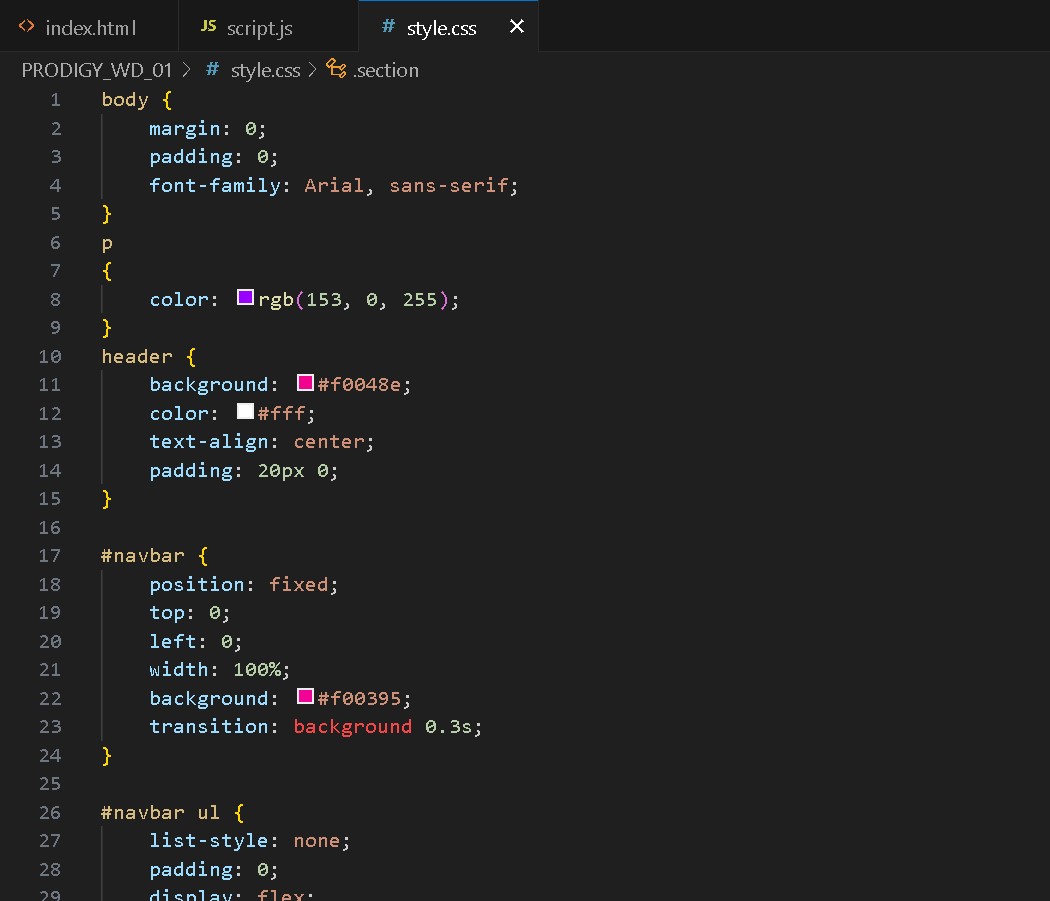 <> index.html JS script.js # style.css ✕
PRODIGY_WD_01 > # style.css > .section
1 body {
2     margin: 0;
3     padding: 0;
4     font-family: Arial, sans-serif;
5 }
6 p
7 {
8     color: rgb(153, 0, 255);
9 }
10 header {
11     background: #f0048e;
12     color: #fff;
13     text-align: center;
14     padding: 20px 0;
15 }
16
17 #navbar {
18     position: fixed;
19     top: 0;
20     left: 0;
21     width: 100%;
22     background: #f00395;
23     transition: background 0.3s;
24 }
25
26 #navbar ul {
27     list-style: none;
28     padding: 0;
29     display: flex;